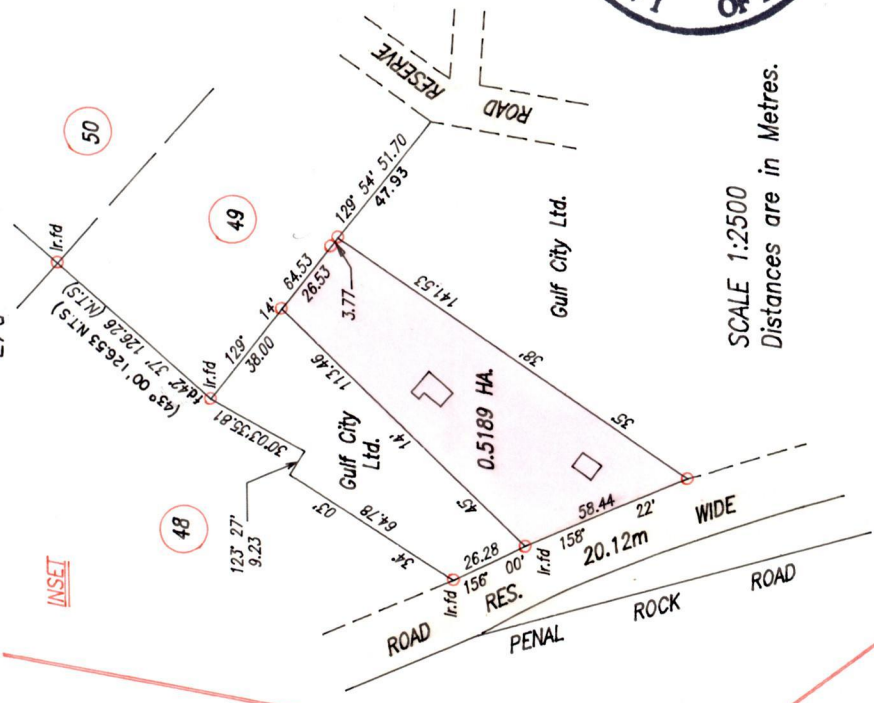 50
Ir.fd
49
RESERVE
ROAD
(43° 00' 126.53 N.T.S)
42° 37' 126.26 (N.T.S)
Ir.fd
129° 14' 64.53
38.00
26.53
3.77
129° 54' 51.70
47.93
30°03'35.81
48
123° 27'
9.23
Gulf City
Ltd.
34° 03'
64.78
45° 14'
113.46
141.53
35° 38'
0.5189 HA.
Gulf City Ltd.
INSET
Ir.fd
26.28
156° 00'
Ir.fd
58.44
158° 22'
ROAD RES. 20.12m WIDE
PENAL ROCK ROAD
SCALE 1:2500
Distances are in Metres.
OF